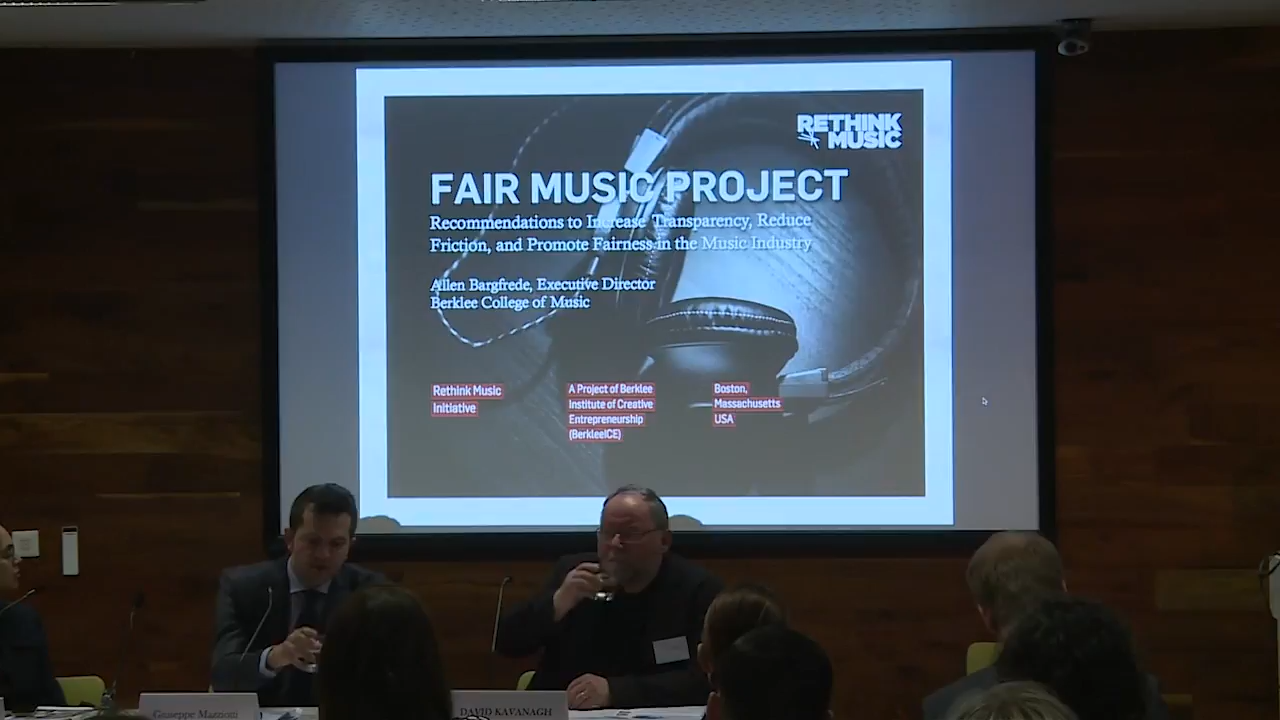 RETHINK
MUSIC
FAIR MUSIC PROJECT
Recommendations to Increase Transparency, Reduce
Friction, and Promote Fairness in the Music Industry
Allen Bargfrede, Executive Director
Berklee College of Music
Rethink Music
Initiative
A Project of Berklee
Institute of Creative
Entrepreneurship
(BerkleeICE)
Boston,
Massachusetts
USA
Giuseppe Mazziotti
DAVID KAVANAGH